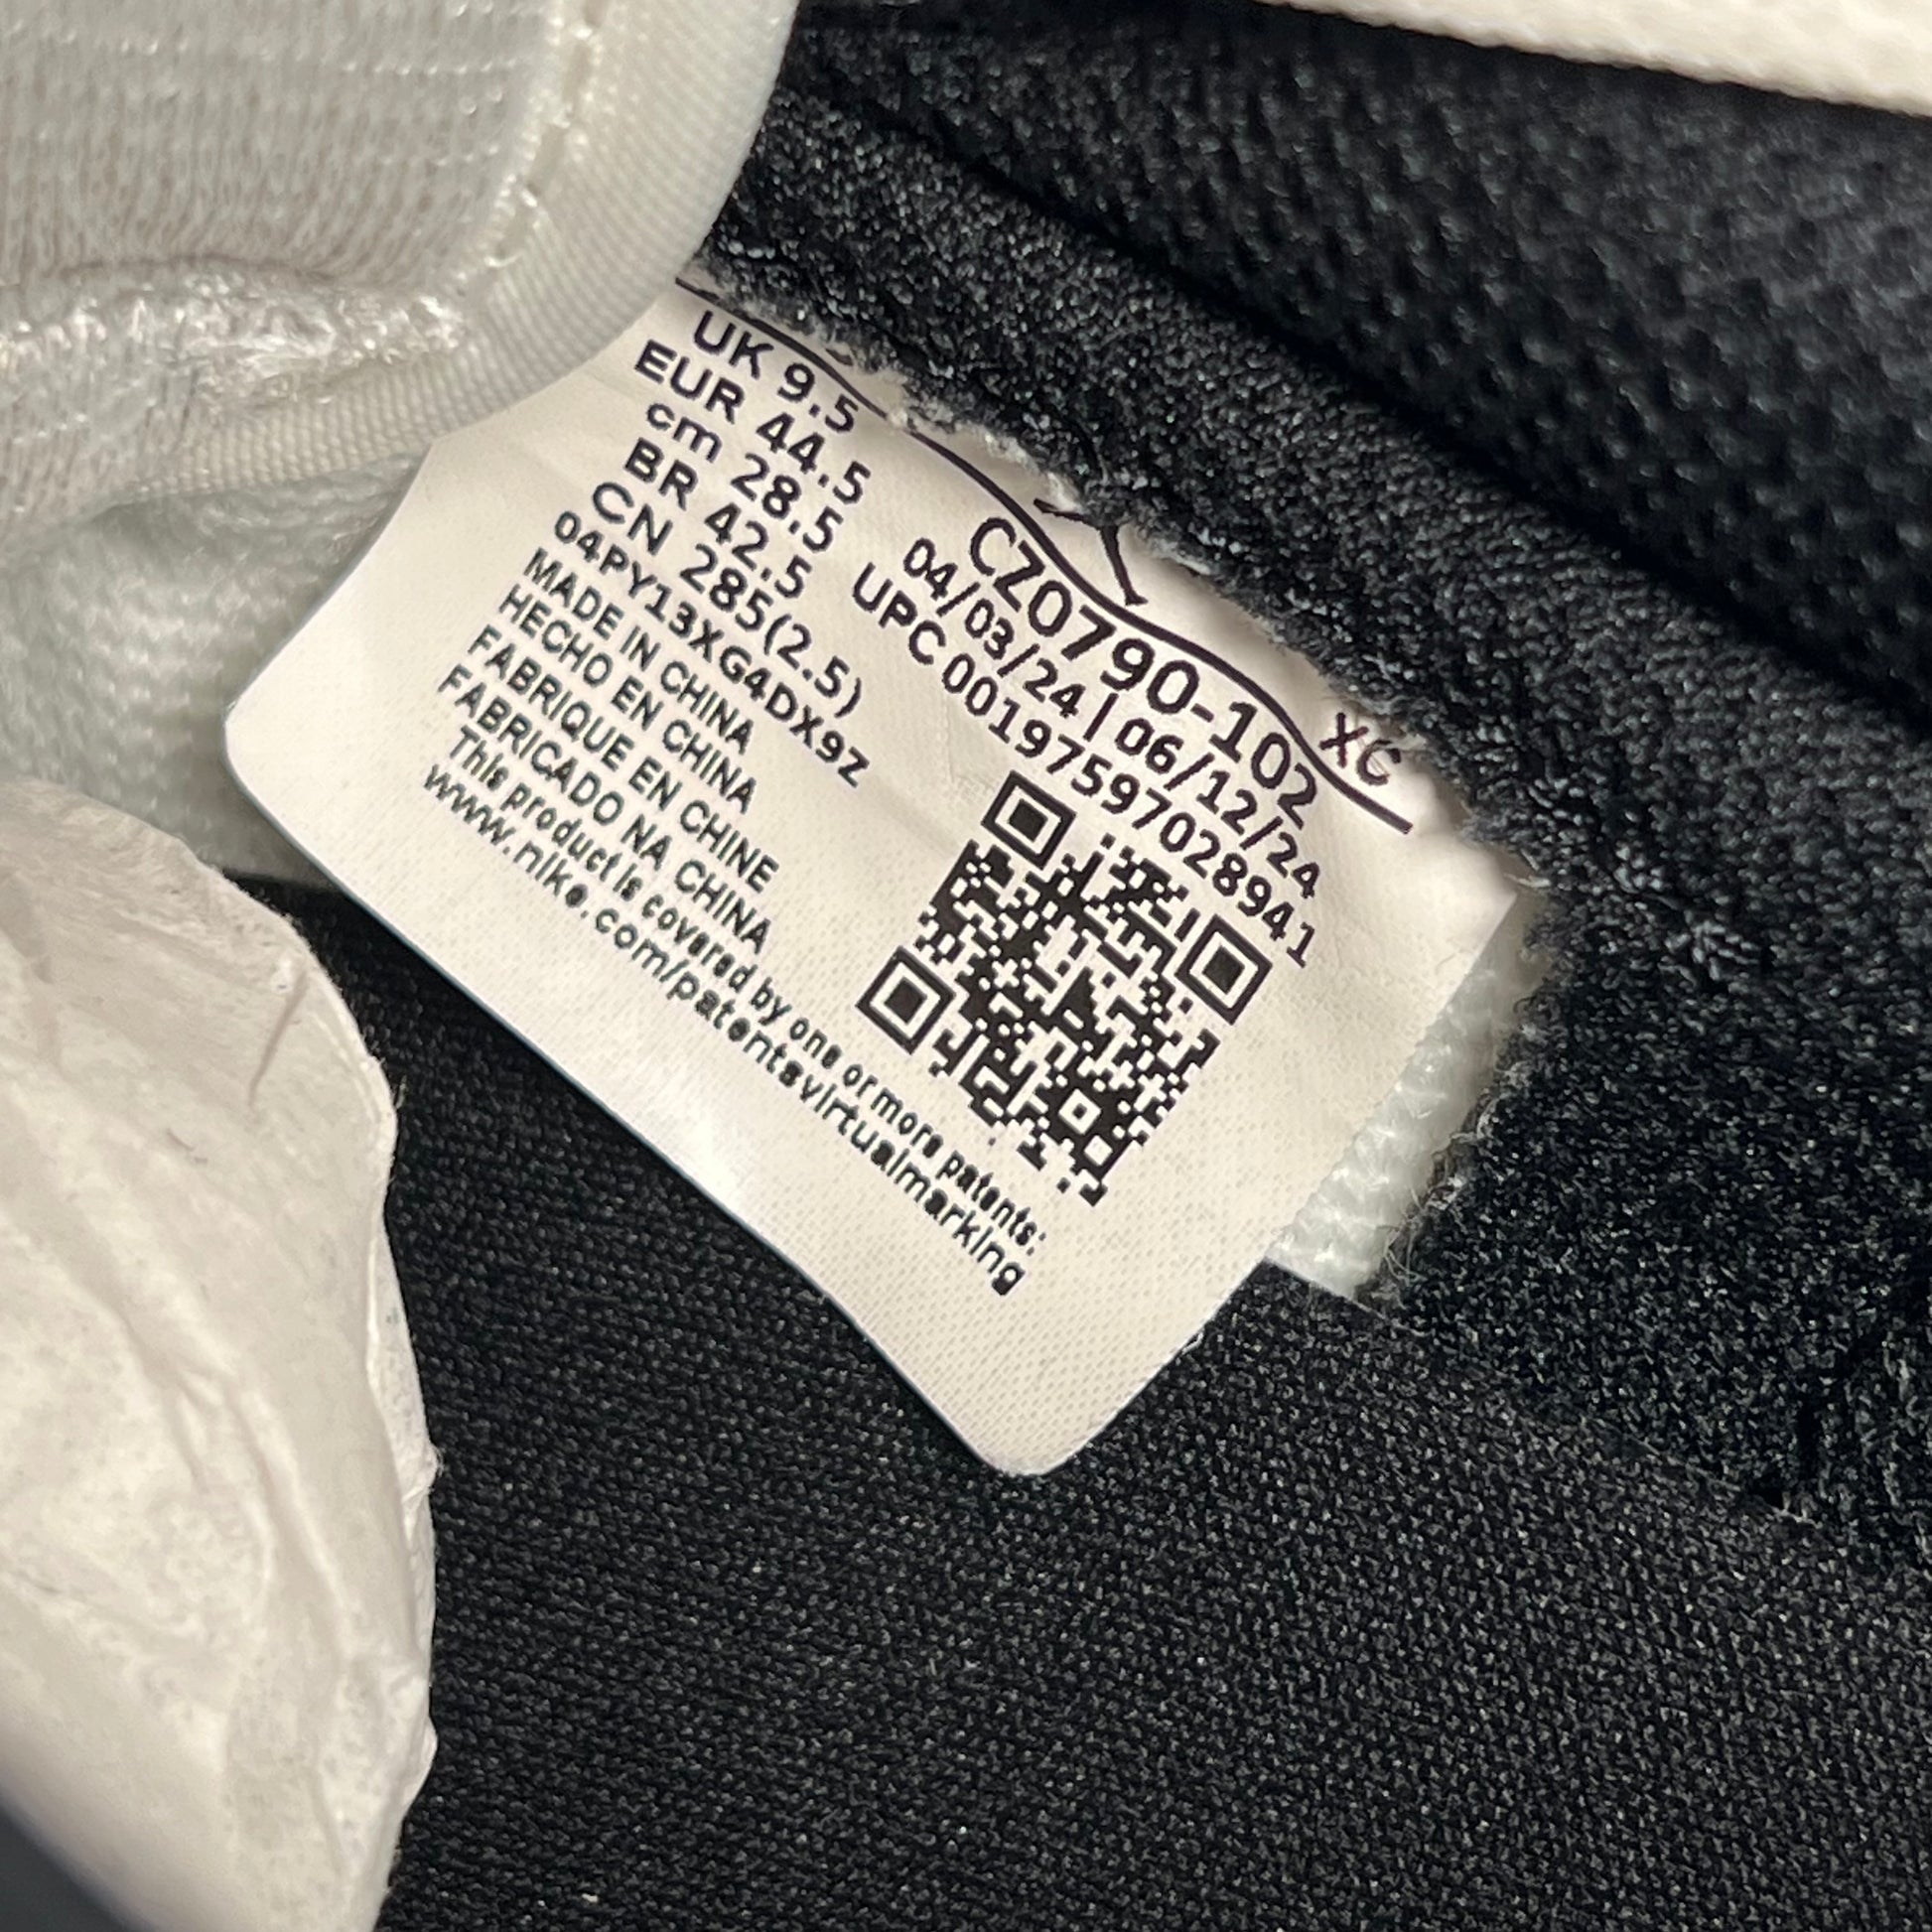 UK 9.5
EUR 44.5
cm 28.5
BR 42.5
CN 285(2.5)
04PY13XG4DX9Z
MADE IN CHINA
HECHO EN CHINA
FABRIQUE EN CHINE
FABRICADO NA CHINA
This product is covered by one or more patents:
www.nike.com/patentsvirtualmarking
XC
CZ0790-102
04/03/24 | 06/12/24
UPC 00197597028941